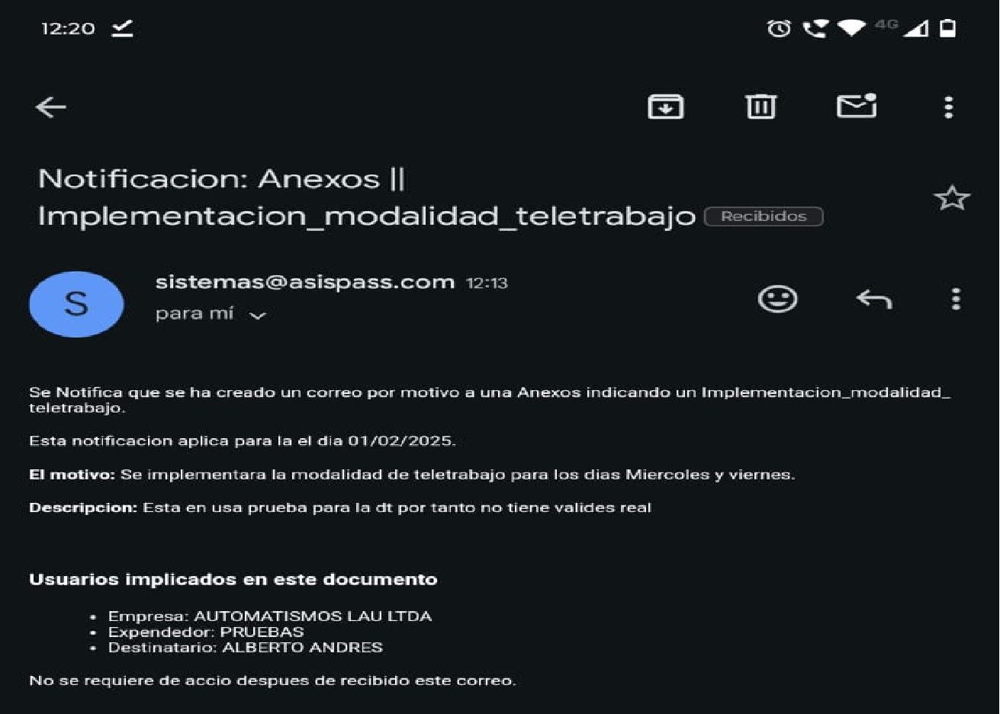 12:20
4G
Notificacion: Anexos ||
Implementacion_modalidad_teletrabajo Recibidos
S
sistemas@asispass.com 12:13
para mí
Se Notifica que se ha creado un correo por motivo a una Anexos indicando un Implementacion_modalidad_
teletrabajo.
Esta notificacion aplica para la el dia 01/02/2025.
El motivo: Se implementara la modalidad de teletrabajo para los dias Miercoles y viernes.
Descripcion: Esta en usa prueba para la dt por tanto no tiene valides real
Usuarios implicados en este documento
• Empresa: AUTOMATISMOS LAU LTDA
• Expendedor: PRUEBAS
• Destinatario: ALBERTO ANDRES
No se requiere de accio despues de recibido este correo.